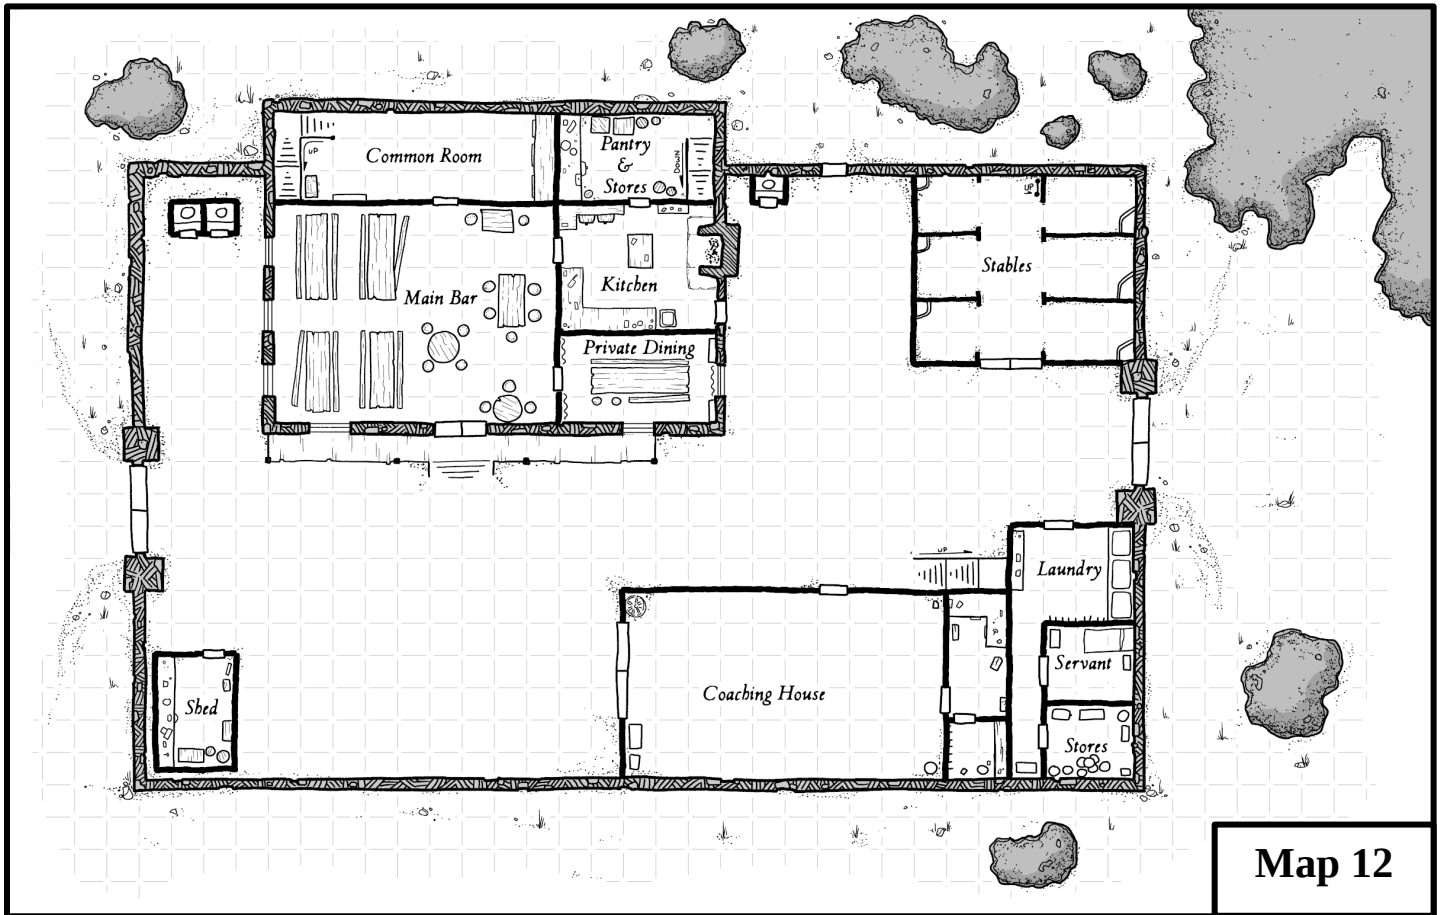 Common Room
UP
Pantry
&
Stores
DOWN
UP
Stables
Main Bar
Kitchen
Private Dining
UP
Laundry
Servant
Coaching House
Shed
Stores
Map 12